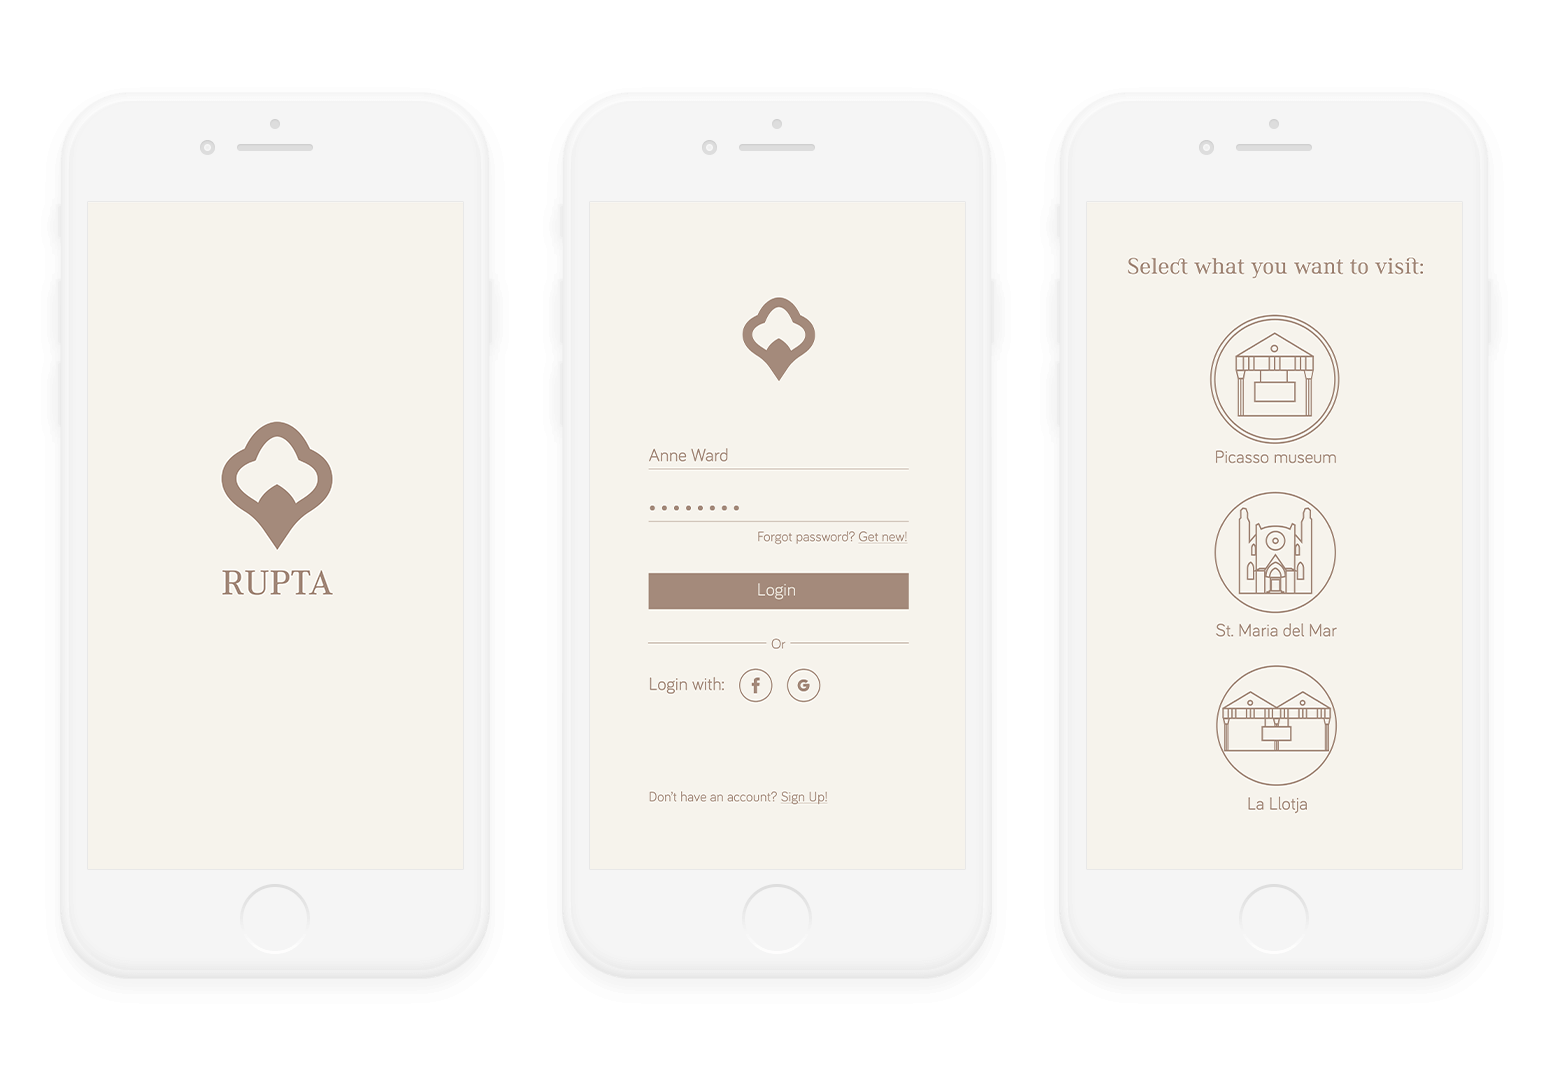 RUPTA
Anne Ward
••••••••
Forgot password? Get new!
Login
Or
Login with: f G
Don't have an account? Sign Up!
Select what you want to visit:
Picasso museum
St. Maria del Mar
La Llotja